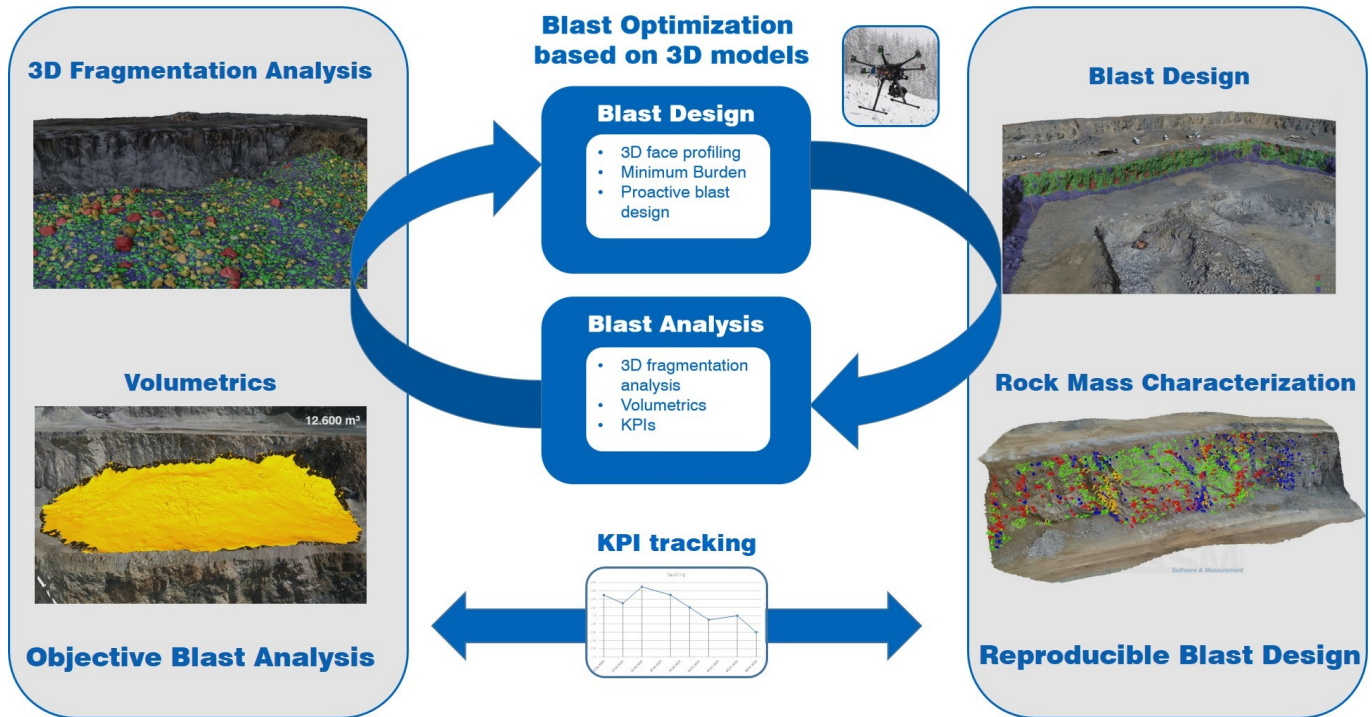 3D Fragmentation Analysis
Volumetrics
12.600 m³
Objective Blast Analysis
Blast Optimization
based on 3D models
Blast Design
• 3D face profiling
• Minimum Burden
• Proactive blast
design
Blast Analysis
• 3D fragmentation
analysis
• Volumetrics
• KPIs
KPI tracking
Blast Design
Rock Mass Characterization
Software & Measurement
Reproducible Blast Design